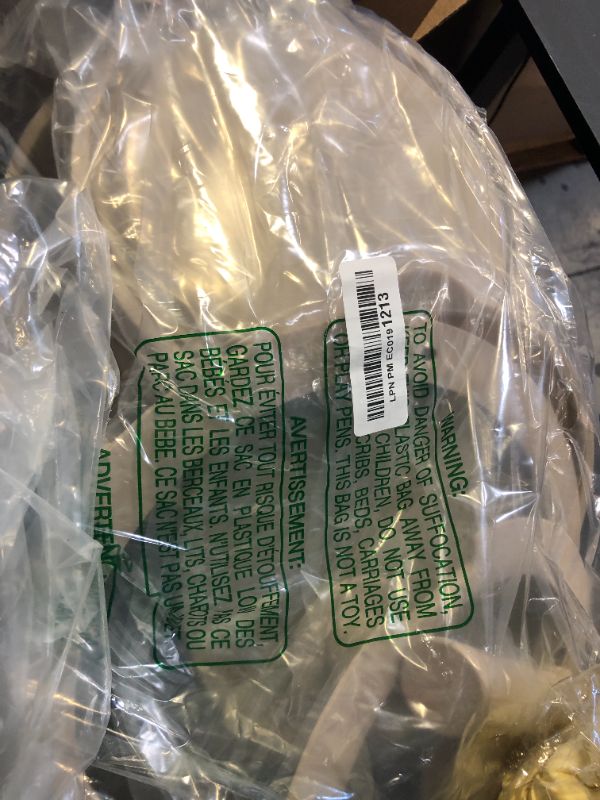 WARNING:
TO AVOID DANGER OF SUFFOCATION,
PLASTIC BAG AWAY FROM
CHILDREN. DO NOT USE
CRIBS, BEDS, CARRIAGES
OR PLAY PENS. THIS BAG IS NOT A TOY.
LPN PM EC0191213
AVERTISSEMENT:
POUR ÉVITER TOUT RISQUE D'ÉTOUFFEMENT,
GARDEZ CE SAC EN PLASTIQUE LOIN DES
BÉBÉS ET LES ENFANTS. N'UTILISEZ PAS CE
SAC DANS LES BERCEAUX, LITS, CHARIOTS OU
PARC AU BEBE. CE SAC N'EST PAS UN
ADVERTEN